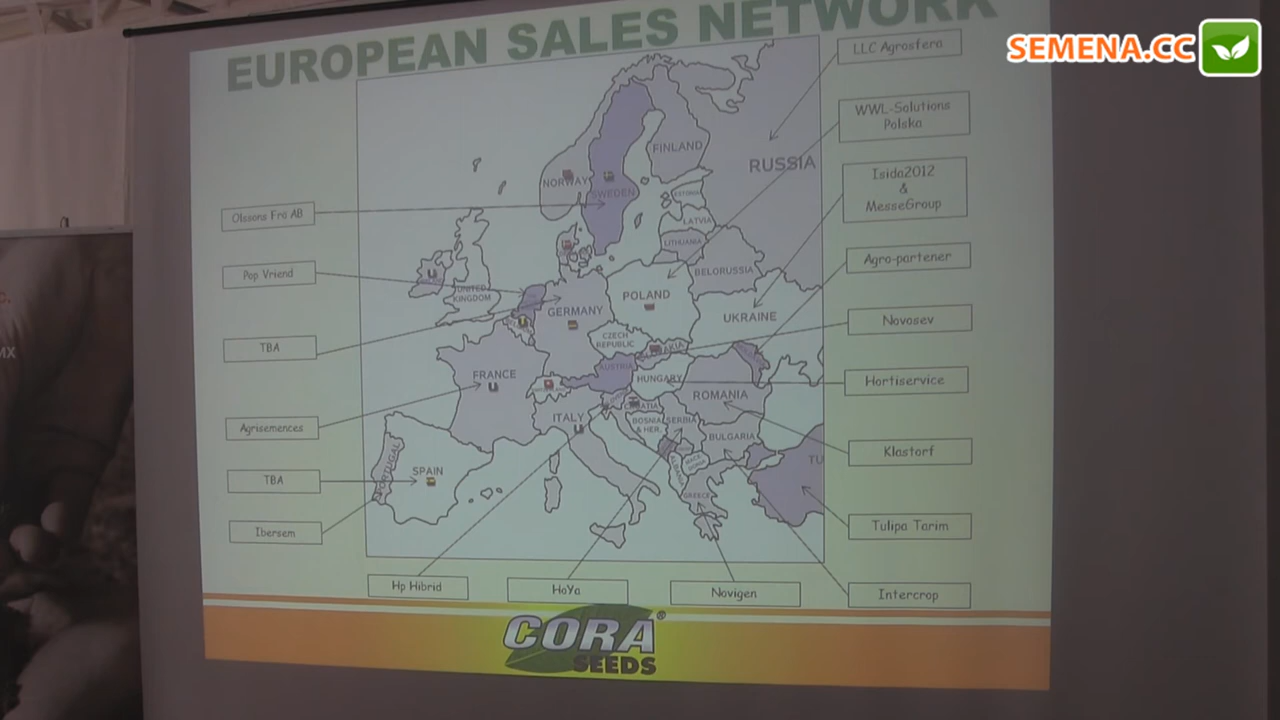 EUROPEAN SALES NETWORK
SEMENA.CC
LLC Agrosfera
WWL-Solutions
Polska
Isida2012
&
MesseGroup
Agro-partener
Novosev
Hortiservice
Klastorf
Tulipa Tarim
Intercrop
Olssons Frö AB
Pop Vriend
TBA
Agrisemences
TBA
Ibersem
Hp Hibrid
HoYa
Novigen
RUSSIA
FINLAND
NORWAY
SWEDEN
ESTONIA
LATVIA
LITHUANIA
BELORUSSIA
UNITED
KINGDOM
POLAND
GERMANY
UKRAINE
CZECH
REPUBLIC
AUSTRIA
FRANCE
HUNGARY
ROMANIA
ITALY
BOSNIA
& HER.
SERBIA
BULGARIA
ALBANIA
GREECE
TU
PORTUGAL
SPAIN
CORA®
SEEDS